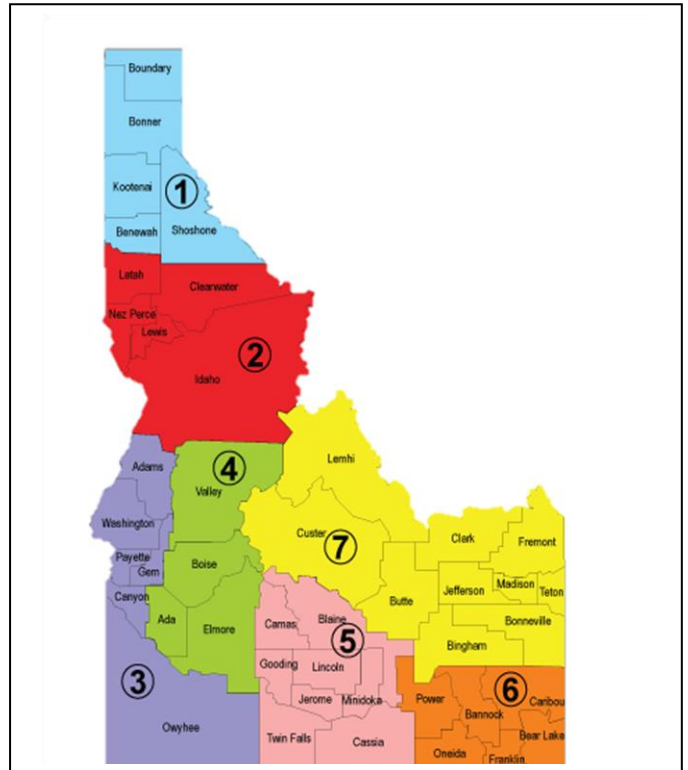 Boundary
Bonner
Kootenai
①
Benewah
Shoshone
Latah
Clearwater
Nez Perce
Lewis
②
Idaho
Adams
④
Valley
Lemhi
Washington
Custer
⑦
Clark
Fremont
Payette
Gem
Boise
Canyon
Butte
Jefferson
Madison
Teton
Ada
Elmore
Camas
Blaine
⑤
Bonneville
Bingham
Gooding
Lincoln
③
Jerome
Minidoka
Power
⑥
Caribou
Bannock
Owyhee
Twin Falls
Cassia
Bear Lake
Oneida
Franklin